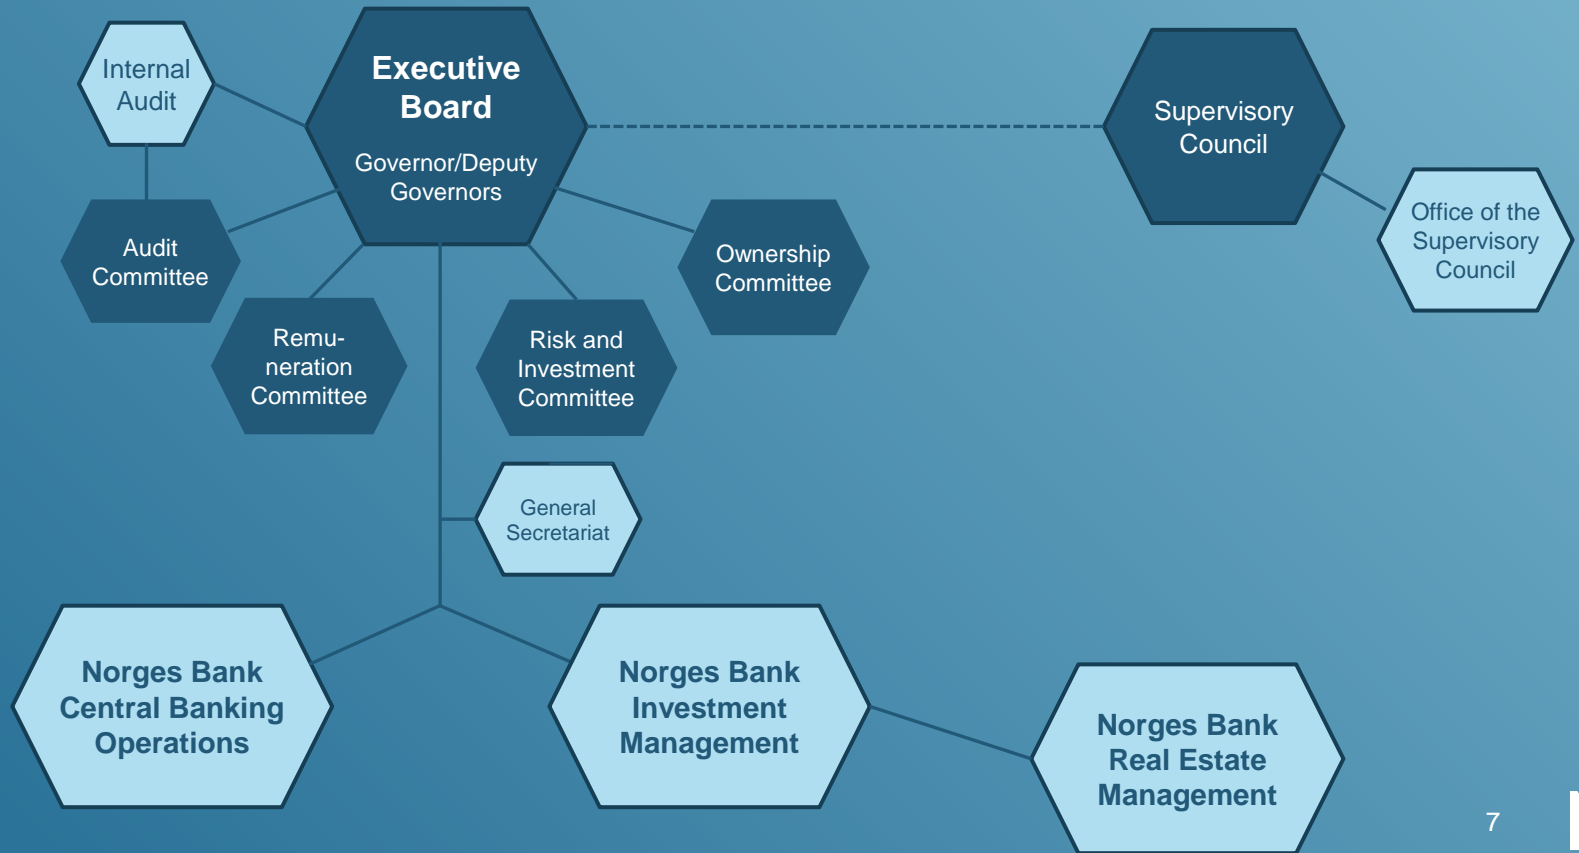 Internal
Audit
Executive
Board
Governor/Deputy
Governors
Supervisory
Council
Office of the
Supervisory
Council
Audit
Committee
Remu-
neration
Committee
Risk and
Investment
Committee
Ownership
Committee
General
Secretariat
Norges Bank
Central Banking
Operations
Norges Bank
Investment
Management
Norges Bank
Real Estate
Management
7